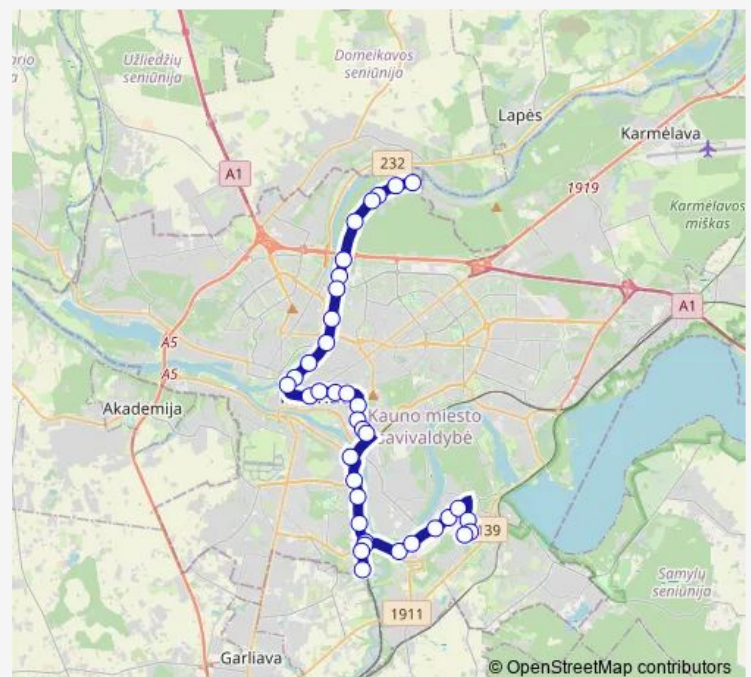 Užliedžių
seniūnija
Domeikavos
seniūnija
Lapės
Karmėlava
232
A1
1919
Karmėlavos
miškas
A1
A5
A5
Akademija
Kauno miesto
savivaldybė
139
Samylų
seniūnija
1911
Garliava
© OpenStreetMap contributors